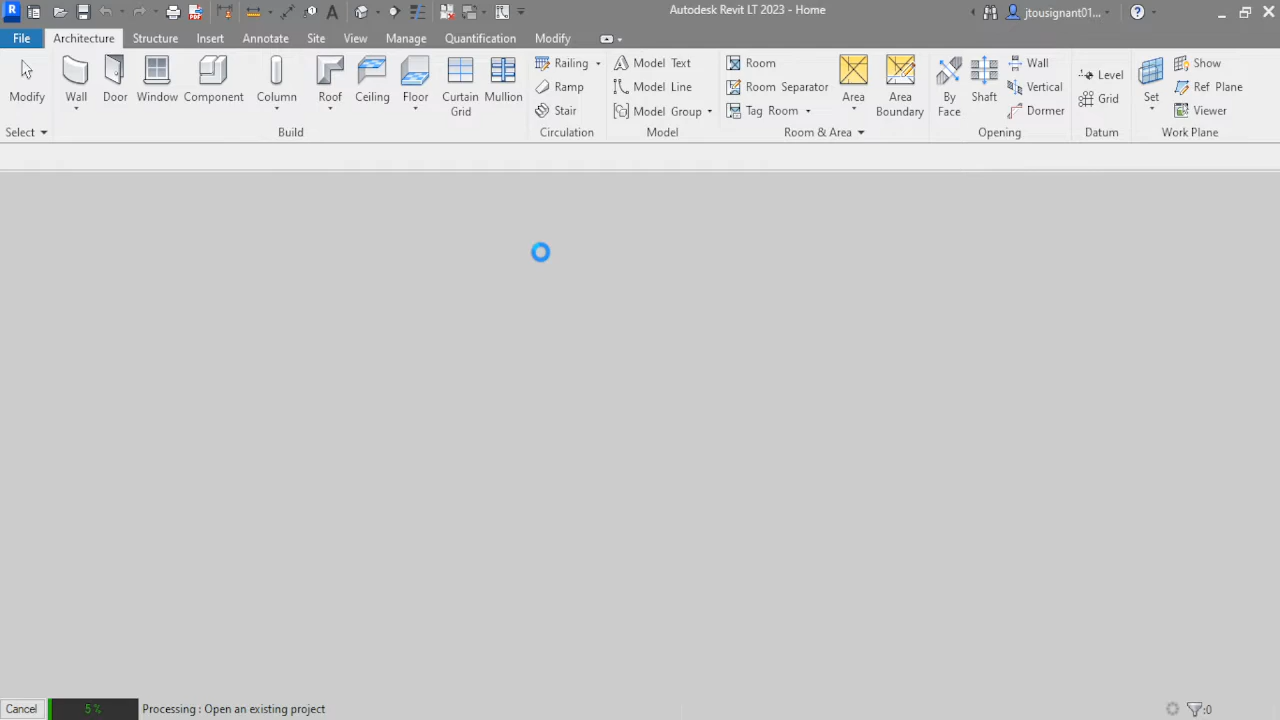 Autodesk Revit LT 2023 - Home
jtousignant01...
File
Architecture
Structure
Insert
Annotate
Site
View
Manage
Quantification
Modify
Modify
Wall
Door
Window
Component
Column
Roof
Ceiling
Floor
Curtain
Grid
Mullion
Railing
Ramp
Stair
Model Text
Model Line
Model Group
Room
Room Separator
Tag Room
Area
Area
Boundary
By
Face
Shaft
Wall
Vertical
Dormer
Level
Grid
Set
Show
Ref Plane
Viewer
Select
Build
Circulation
Model
Room & Area
Opening
Datum
Work Plane
Cancel
5 %
Processing : Open an existing project
:0